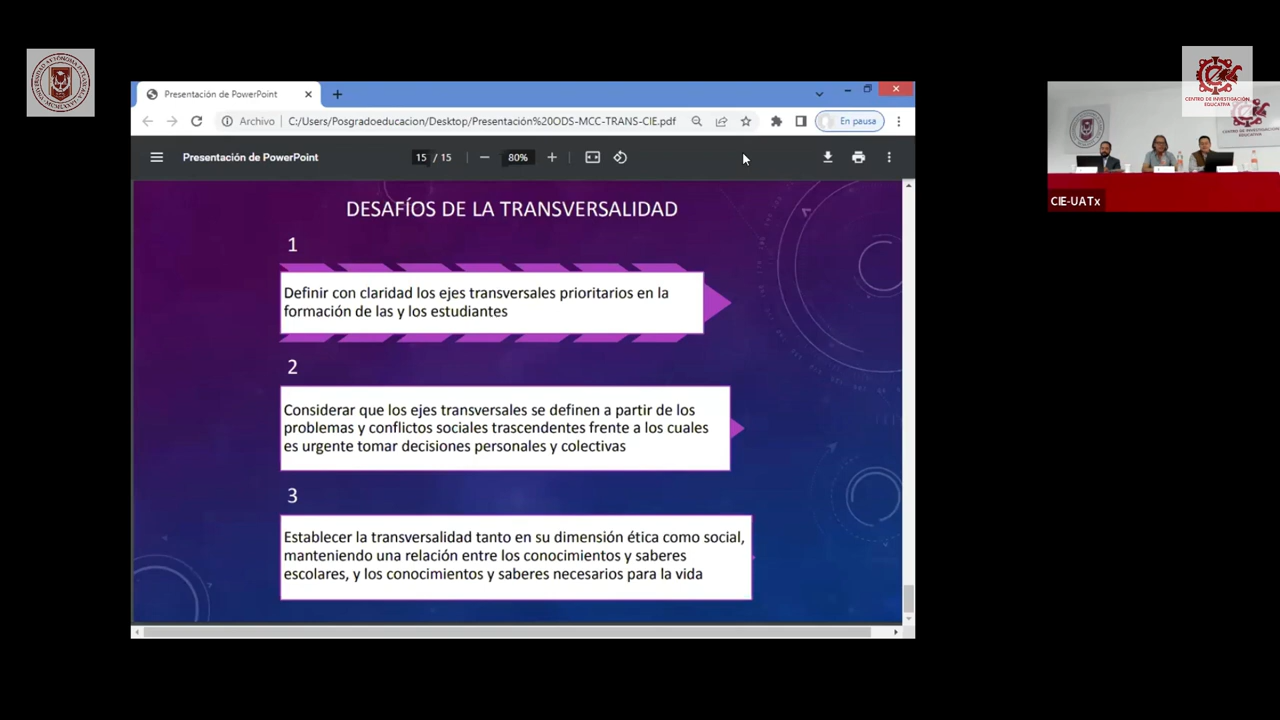 Presentación de PowerPoint
Archivo
C:/Users/Posgradoeducacion/Desktop/Presentación%20ODS-MCC-TRANS-CIE.pdf
En pausa
Presentación de PowerPoint
15 / 15
80%
DESAFÍOS DE LA TRANSVERSALIDAD
1
Definir con claridad los ejes transversales prioritarios en la
formación de las y los estudiantes
2
Considerar que los ejes transversales se definen a partir de los
problemas y conflictos sociales trascendentes frente a los cuales
es urgente tomar decisiones personales y colectivas
3
Establecer la transversalidad tanto en su dimensión ética como social,
manteniendo una relación entre los conocimientos y saberes
escolares, y los conocimientos y saberes necesarios para la vida
CENTRO DE INVESTIGACIÓN
EDUCATIVA
CIE-UATx